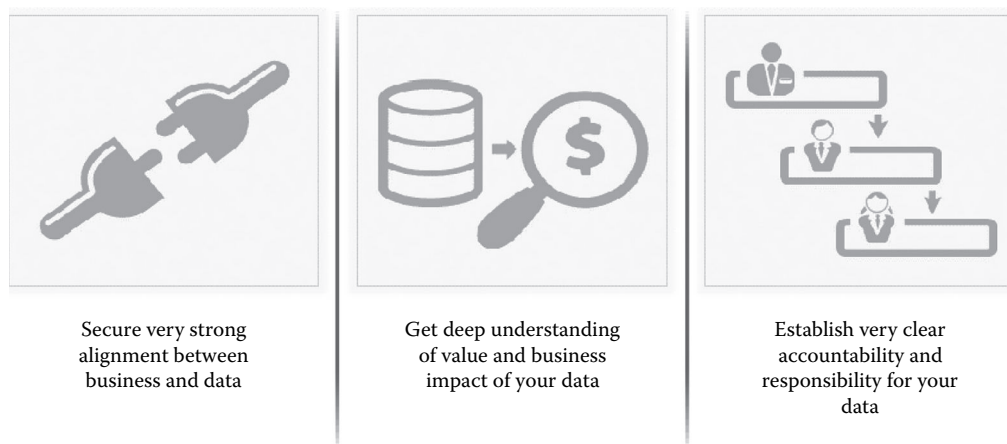 Secure very strong
alignment between
business and data
Get deep understanding
of value and business
impact of your data
Establish very clear
accountability and
responsibility for your
data